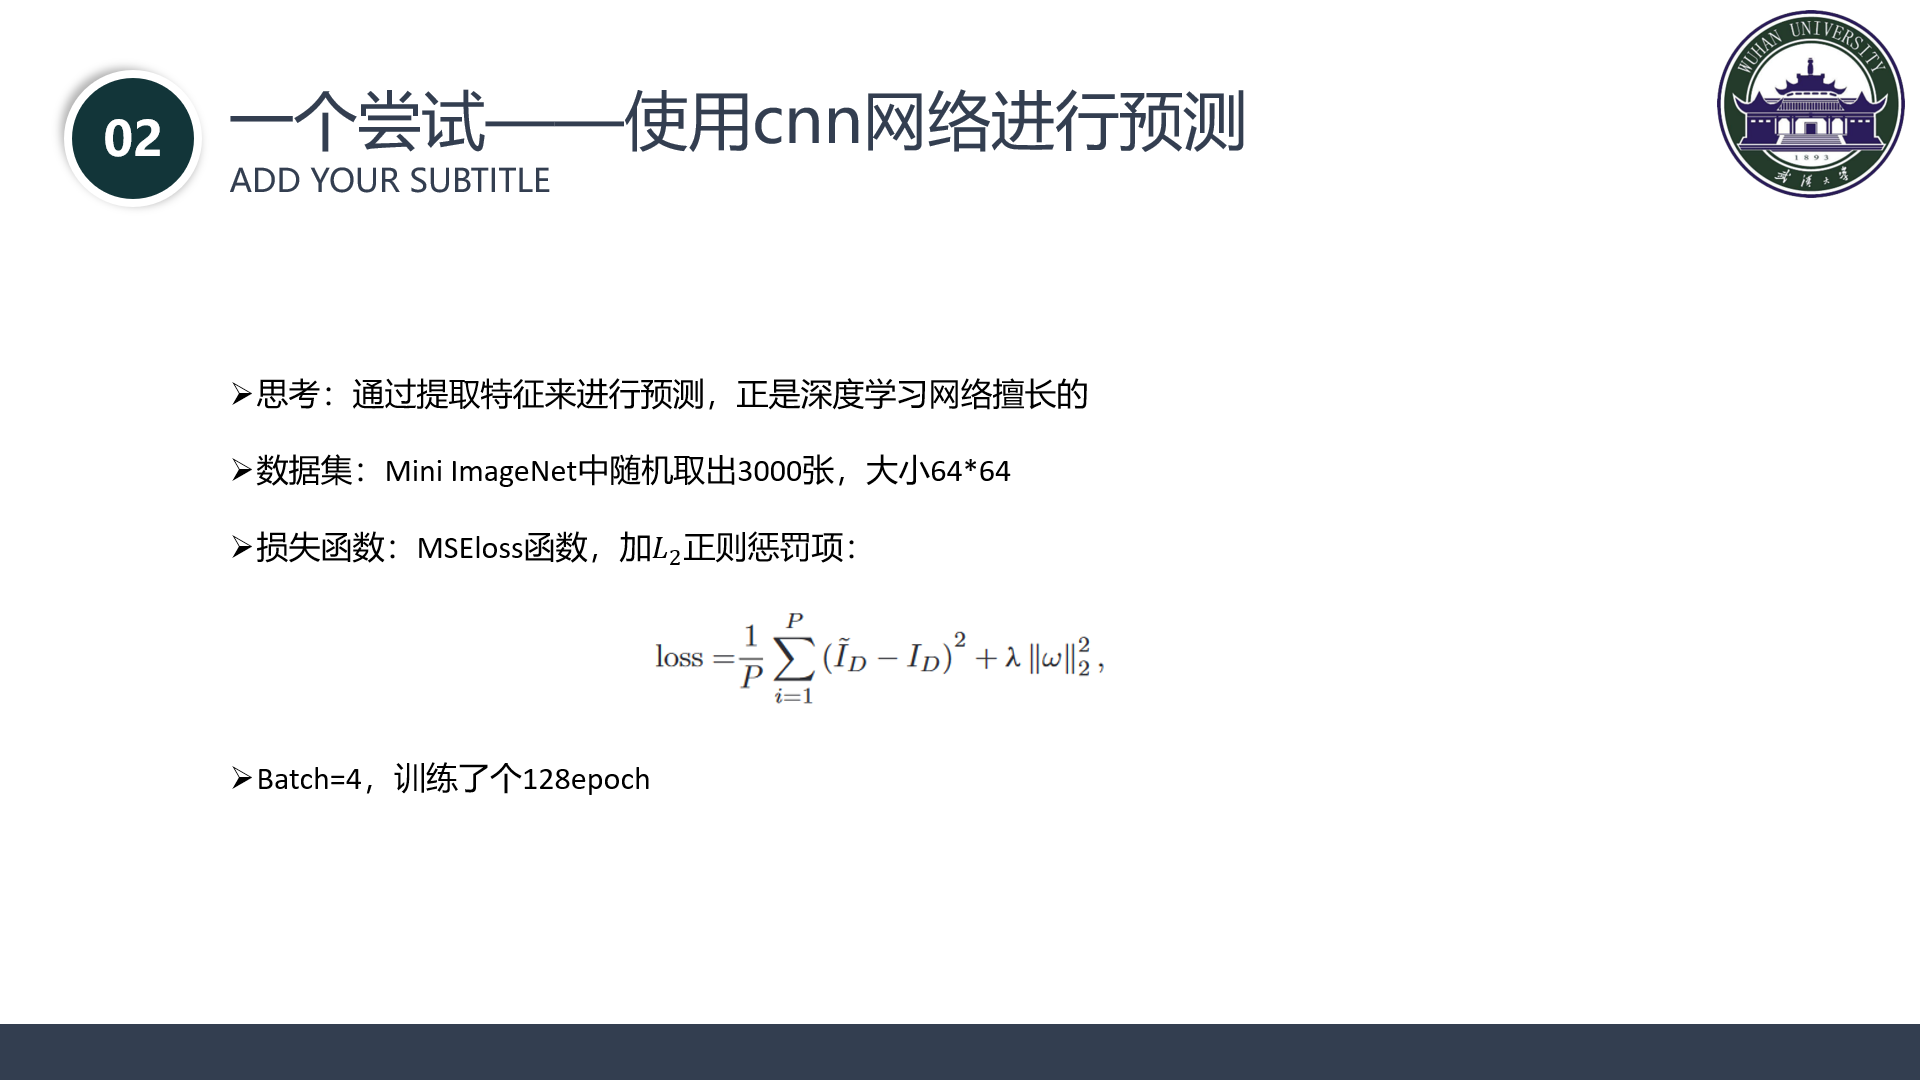 02
一个尝试——使用cnn网络进行预测
ADD YOUR SUBTITLE
WUHAN UNIVERSITY
1893
武汉大学
➢思考：通过提取特征来进行预测，正是深度学习网络擅长的
➢数据集：Mini ImageNet中随机取出3000张，大小64*64
➢损失函数：MSEloss函数，加L₂正则惩罚项：
loss = \frac{1}{P} \sum_{i=1}^{P} (\tilde{I}_D − I_D)^2 + λ ‖ω‖_2^2 ,
➢Batch=4，训练了个128epoch